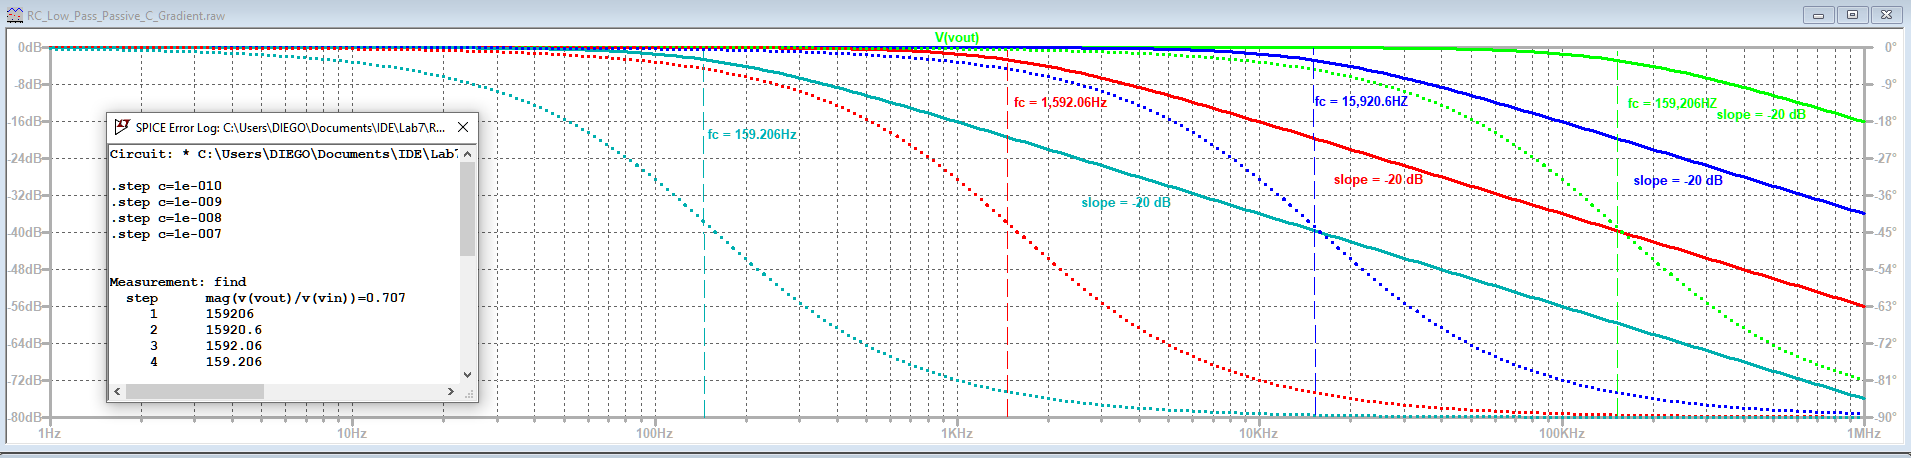 RC_Low_Pass_Passive_C_Gradient.raw
V(vout)
0dB
-8dB
-16dB
-24dB
-32dB
-40dB
-48dB
-56dB
-64dB
-72dB
-80dB
0°
-9°
-18°
-27°
-36°
-45°
-54°
-63°
-72°
-81°
-90°
1Hz 10Hz 100Hz 1KHz 10KHz 100KHz 1MHz
fc = 159.206Hz
fc = 1,592.06Hz
fc = 15,920.6HZ
fc = 159,206HZ
slope = -20 dB
slope = -20 dB
slope = -20 dB
slope = -20 dB
SPICE Error Log: C:\Users\DIEGO\Documents\IDE\Lab7\R...
Circuit: * C:\Users\DIEGO\Documents\IDE\Lab7
.step c=1e-010
.step c=1e-009
.step c=1e-008
.step c=1e-007
Measurement: find
step mag(v(vout)/v(vin))=0.707
1 159206
2 15920.6
3 1592.06
4 159.206